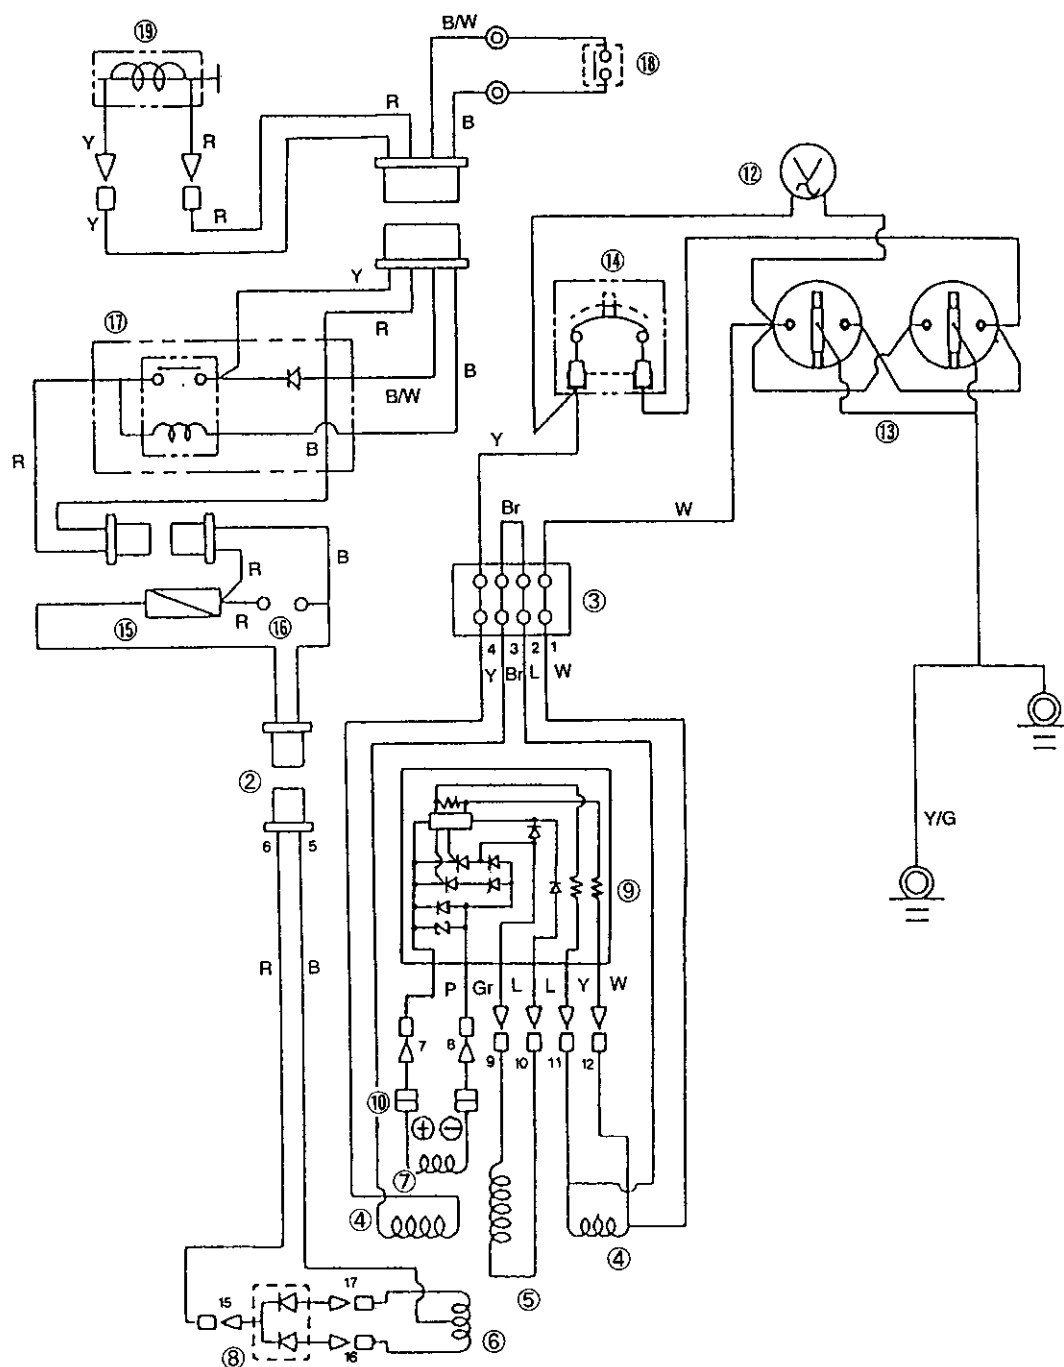 ⑲
B/W
⑱
R
B
Y
R
⑫
Y
R
⑭
Y
⑰
R
B
B/W
⑬
R
B
Y
Br
W
R
B
③
⑮
R
⑯
4 3 2 1
Y Br L W
②
6 5
⑨
Y/G
R B
P Gr L L Y W
7 8 9 10 11 12
⑩
+ −
⑦
④
④
⑤
17
15
⑥
⑧
16